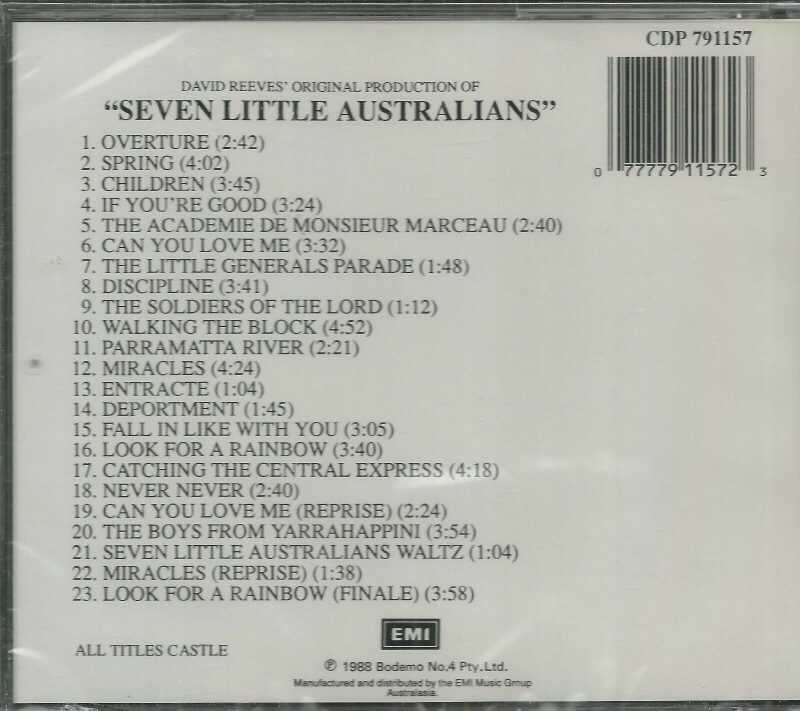 CDP 791157
DAVID REEVES' ORIGINAL PRODUCTION OF
"SEVEN LITTLE AUSTRALIANS"
1. OVERTURE (2:42)
2. SPRING (4:02)
3. CHILDREN (3:45)
4. IF YOU'RE GOOD (3:24)
5. THE ACADEMIE DE MONSIEUR MARCEAU (2:40)
6. CAN YOU LOVE ME (3:32)
7. THE LITTLE GENERALS PARADE (1:48)
8. DISCIPLINE (3:41)
9. THE SOLDIERS OF THE LORD (1:12)
10. WALKING THE BLOCK (4:52)
11. PARRAMATTA RIVER (2:21)
12. MIRACLES (4:24)
13. ENTRACTE (1:04)
14. DEPORTMENT (1:45)
15. FALL IN LIKE WITH YOU (3:05)
16. LOOK FOR A RAINBOW (3:40)
17. CATCHING THE CENTRAL EXPRESS (4:18)
18. NEVER NEVER (2:40)
19. CAN YOU LOVE ME (REPRISE) (2:24)
20. THE BOYS FROM YARRAHAPPINI (3:54)
21. SEVEN LITTLE AUSTRALIANS WALTZ (1:04)
22. MIRACLES (REPRISE) (1:38)
23. LOOK FOR A RAINBOW (FINALE) (3:58)
0 77779 11572 3
EMI
ALL TITLES CASTLE
℗ 1988 Bodemo No.4 Pty.Ltd.
Manufactured and distributed by the EMI Music Group
Australasia.